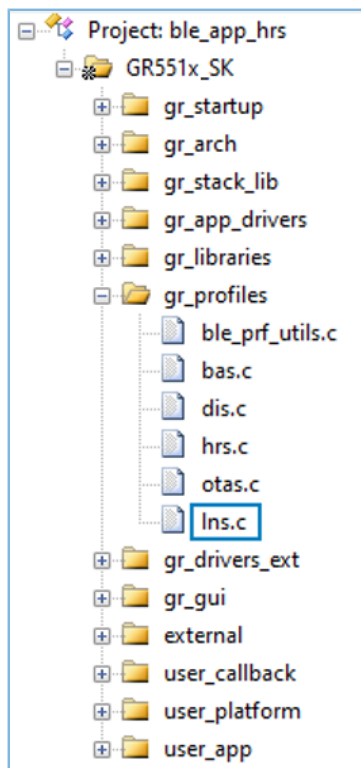 Project: ble_app_hrs
GR551x_SK
gr_startup
gr_arch
gr_stack_lib
gr_app_drivers
gr_libraries
gr_profiles
ble_prf_utils.c
bas.c
dis.c
hrs.c
otas.c
lns.c
gr_drivers_ext
gr_gui
external
user_callback
user_platform
user_app